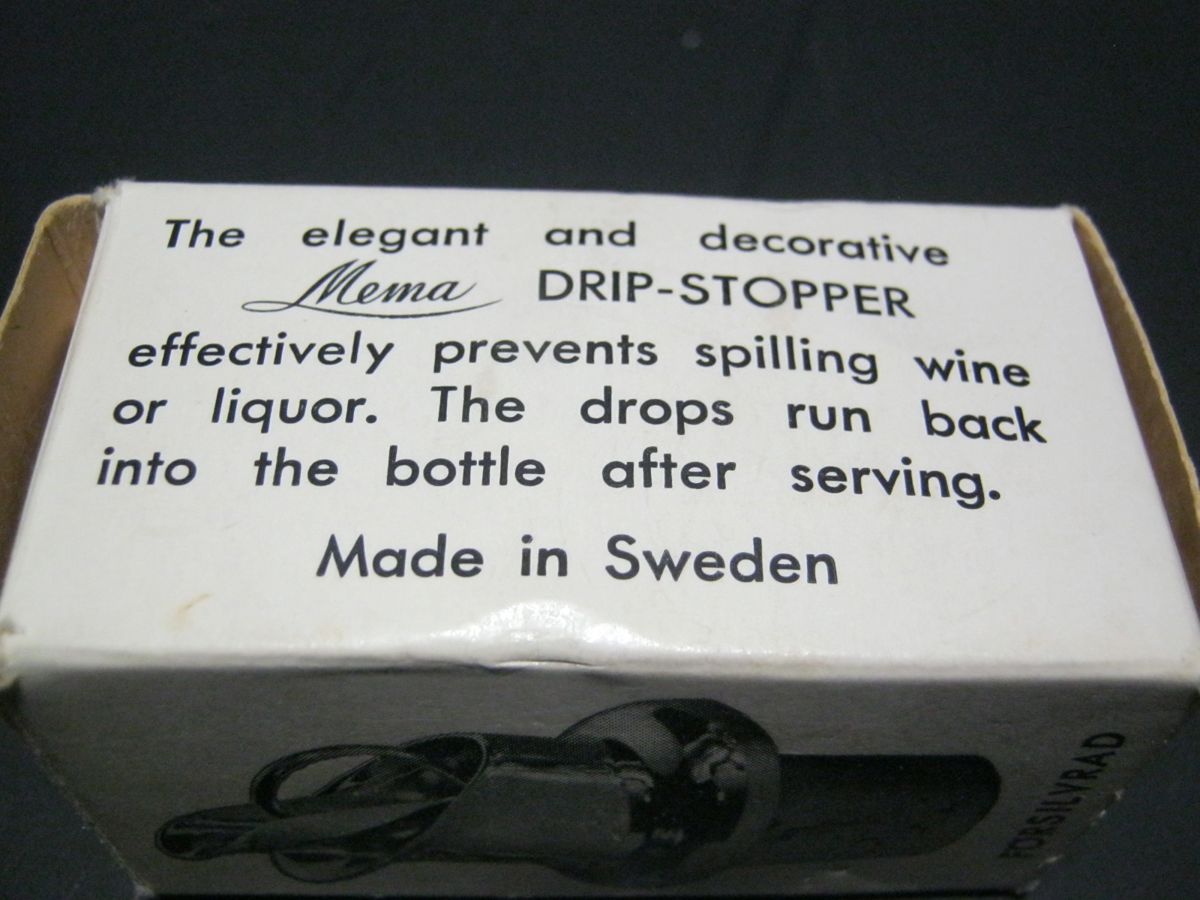 The elegant and decorative
Mema DRIP-STOPPER
effectively prevents spilling wine
or liquor. The drops run back
into the bottle after serving.
Made in Sweden
FÖRSILVRAD